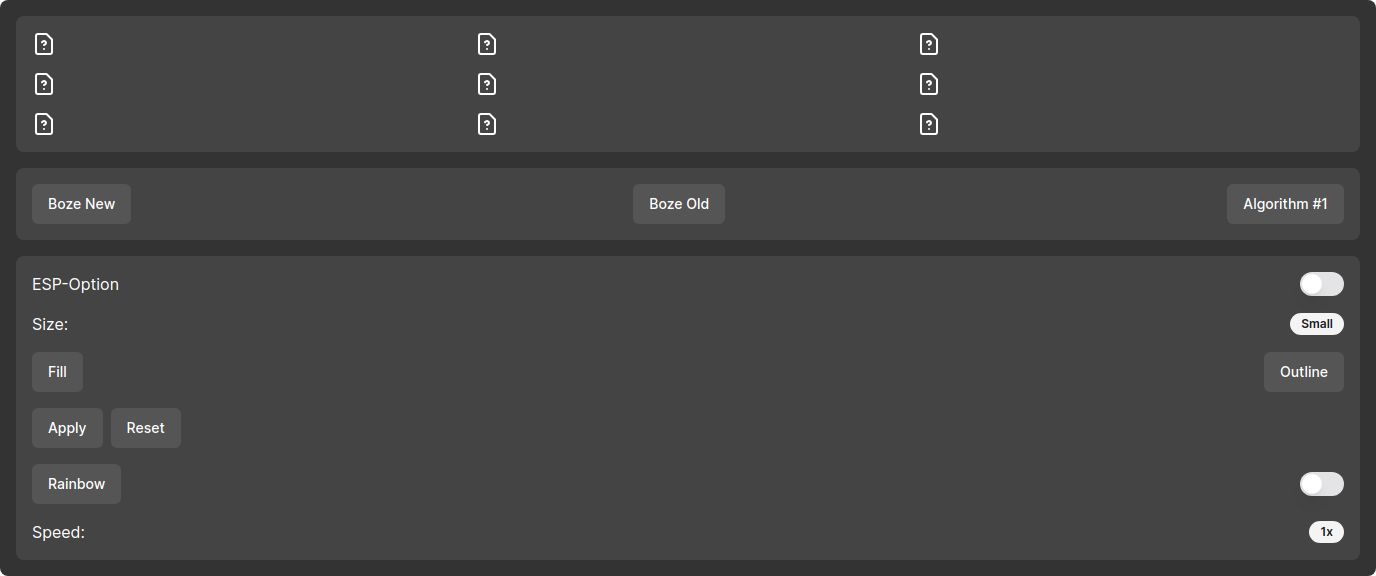 Boze New Boze Old Algorithm #1
ESP-Option
Size: Small
Fill Outline
Apply Reset
Rainbow
Speed: 1x